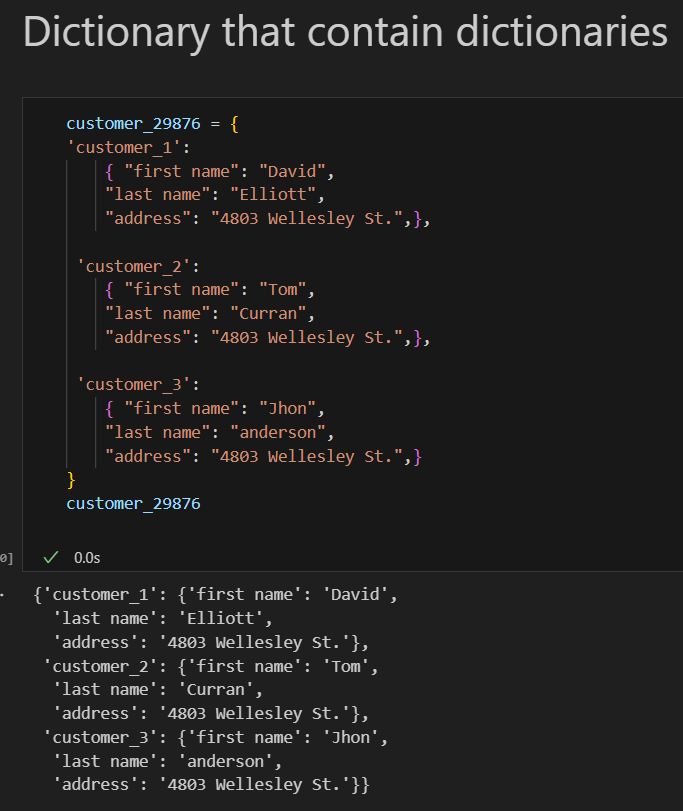 Dictionary that contain dictionaries
customer_29876 = {
'customer_1':
{ "first name": "David",
"last name": "Elliott",
"address": "4803 Wellesley St.",},
'customer_2':
{ "first name": "Tom",
"last name": "Curran",
"address": "4803 Wellesley St.",},
'customer_3':
{ "first name": "Jhon",
"last name": "anderson",
"address": "4803 Wellesley St.",}
}
customer_29876
0]
0.0s
{'customer_1': {'first name': 'David',
'last name': 'Elliott',
'address': '4803 Wellesley St.'},
'customer_2': {'first name': 'Tom',
'last name': 'Curran',
'address': '4803 Wellesley St.'},
'customer_3': {'first name': 'Jhon',
'last name': 'anderson',
'address': '4803 Wellesley St.'}}